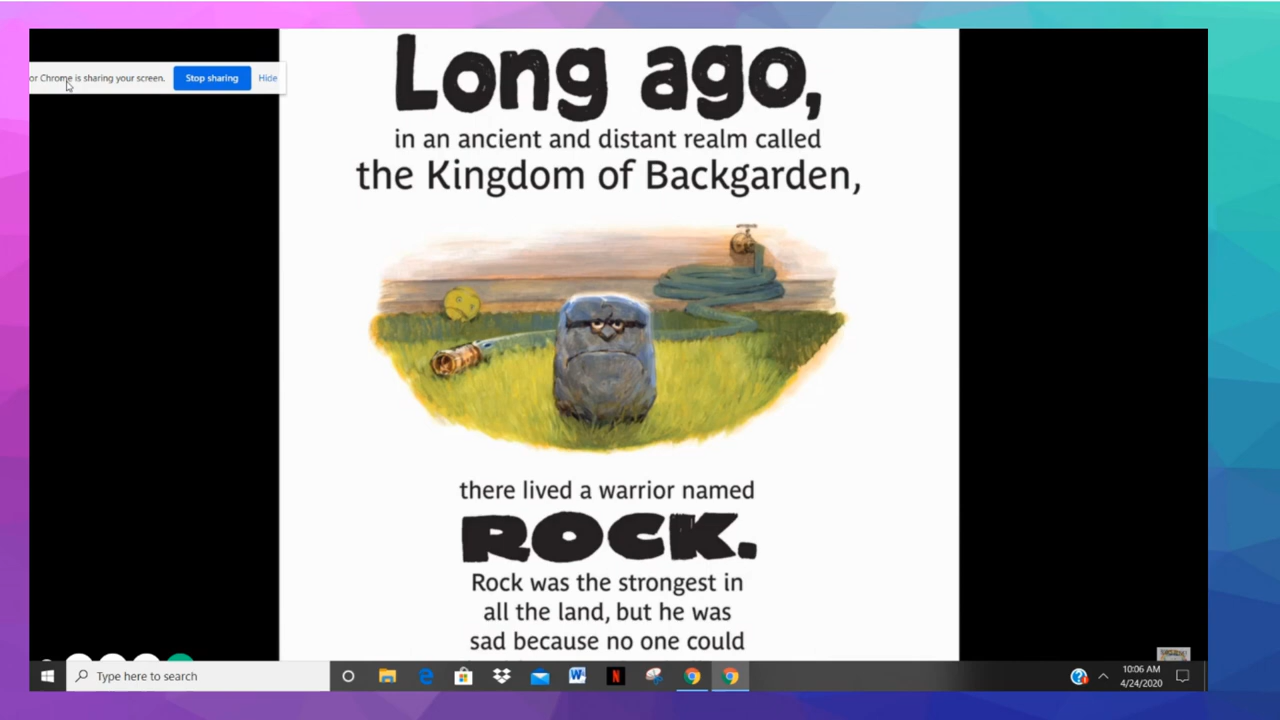 Long ago,
in an ancient and distant realm called
the Kingdom of Backgarden,
or Chrome is sharing your screen. Stop sharing Hide
there lived a warrior named
ROCK.
Rock was the strongest in
all the land, but he was
sad because no one could
Type here to search
10:06 AM
4/24/2020